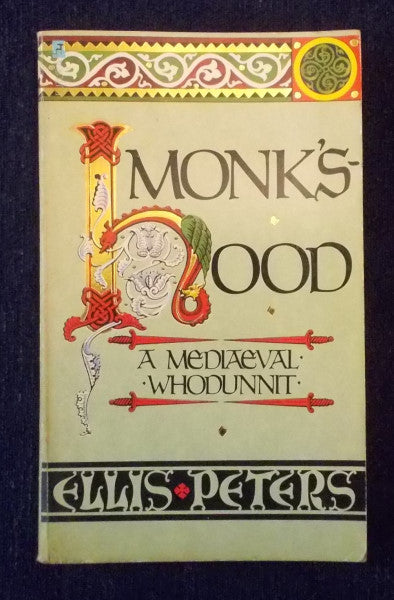 MONK'S-
hOOD
A MEDIAEVAL·
·WHODUNNIT·
ELLIS PETERS